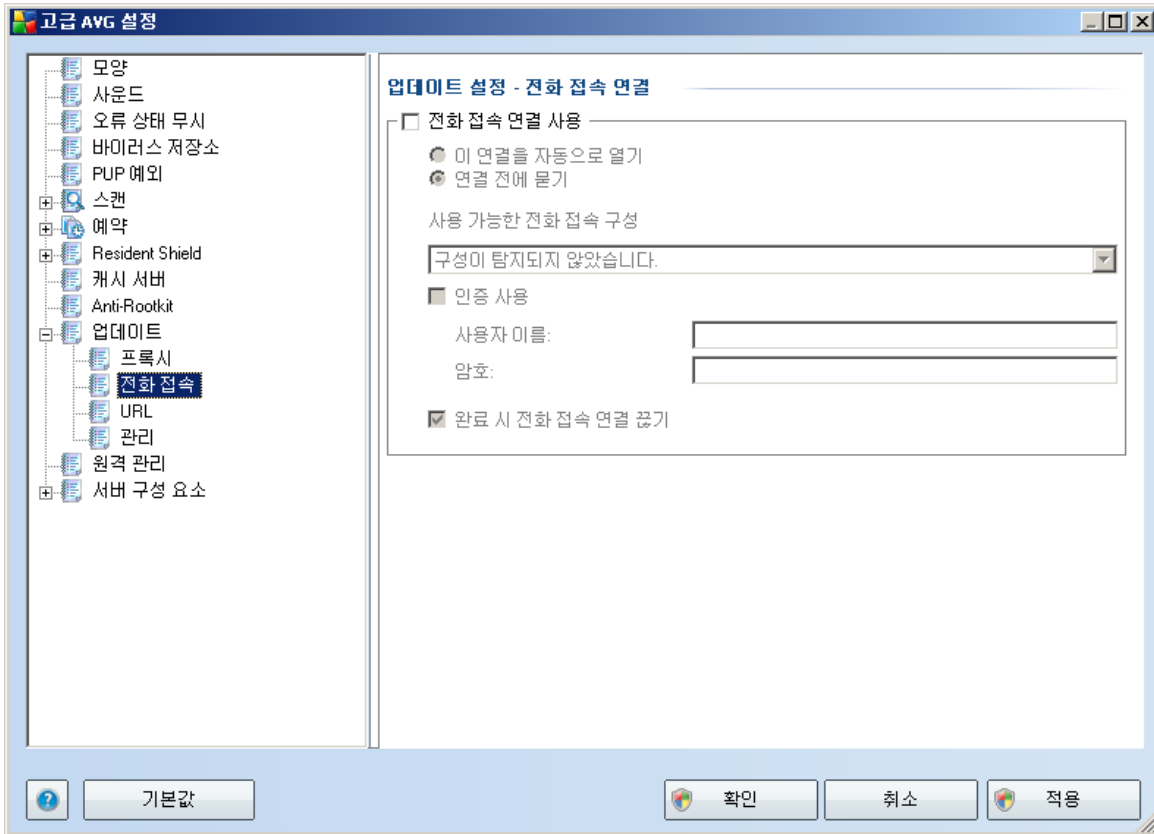 고급 AVG 설정
모양
사운드
오류 상태 무시
바이러스 저장소
PUP 예외
스캔
예약
Resident Shield
캐시 서버
Anti-Rootkit
업데이트
프록시
전화 접속
URL
관리
원격 관리
서버 구성 요소
업데이트 설정 - 전화 접속 연결
전화 접속 연결 사용
이 연결을 자동으로 열기
연결 전에 묻기
사용 가능한 전화 접속 구성
구성이 탐지되지 않았습니다.
인증 사용
사용자 이름:
암호:
완료 시 전화 접속 연결 끊기
기본값
확인
취소
적용